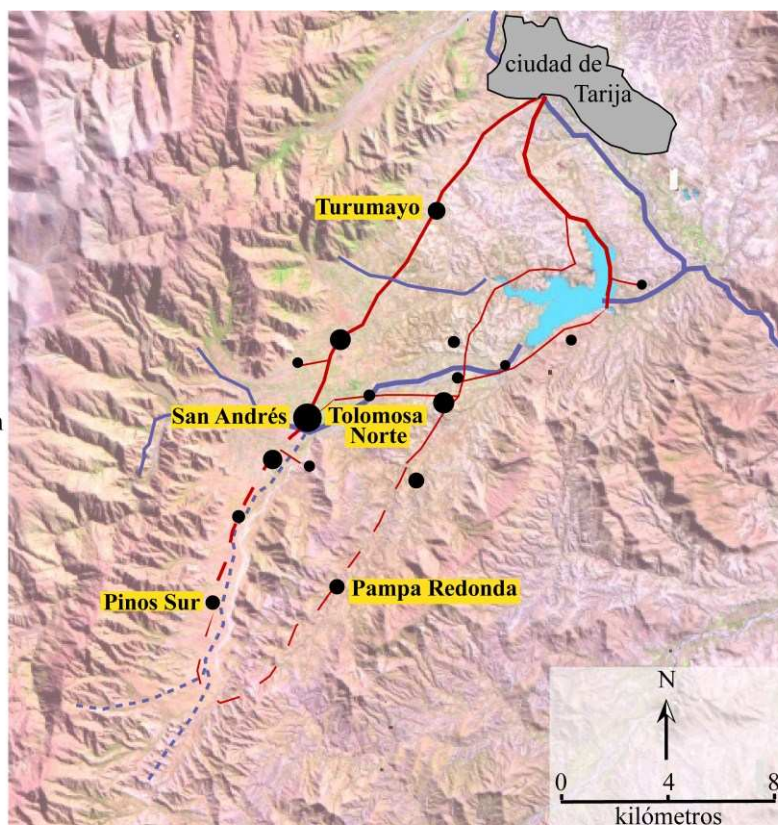 ciudad de
Tarija
Turumayo
San Andrés
Tolomosa
Norte
Pinos Sur
Pampa Redonda
N
0 4 8
kilómetros